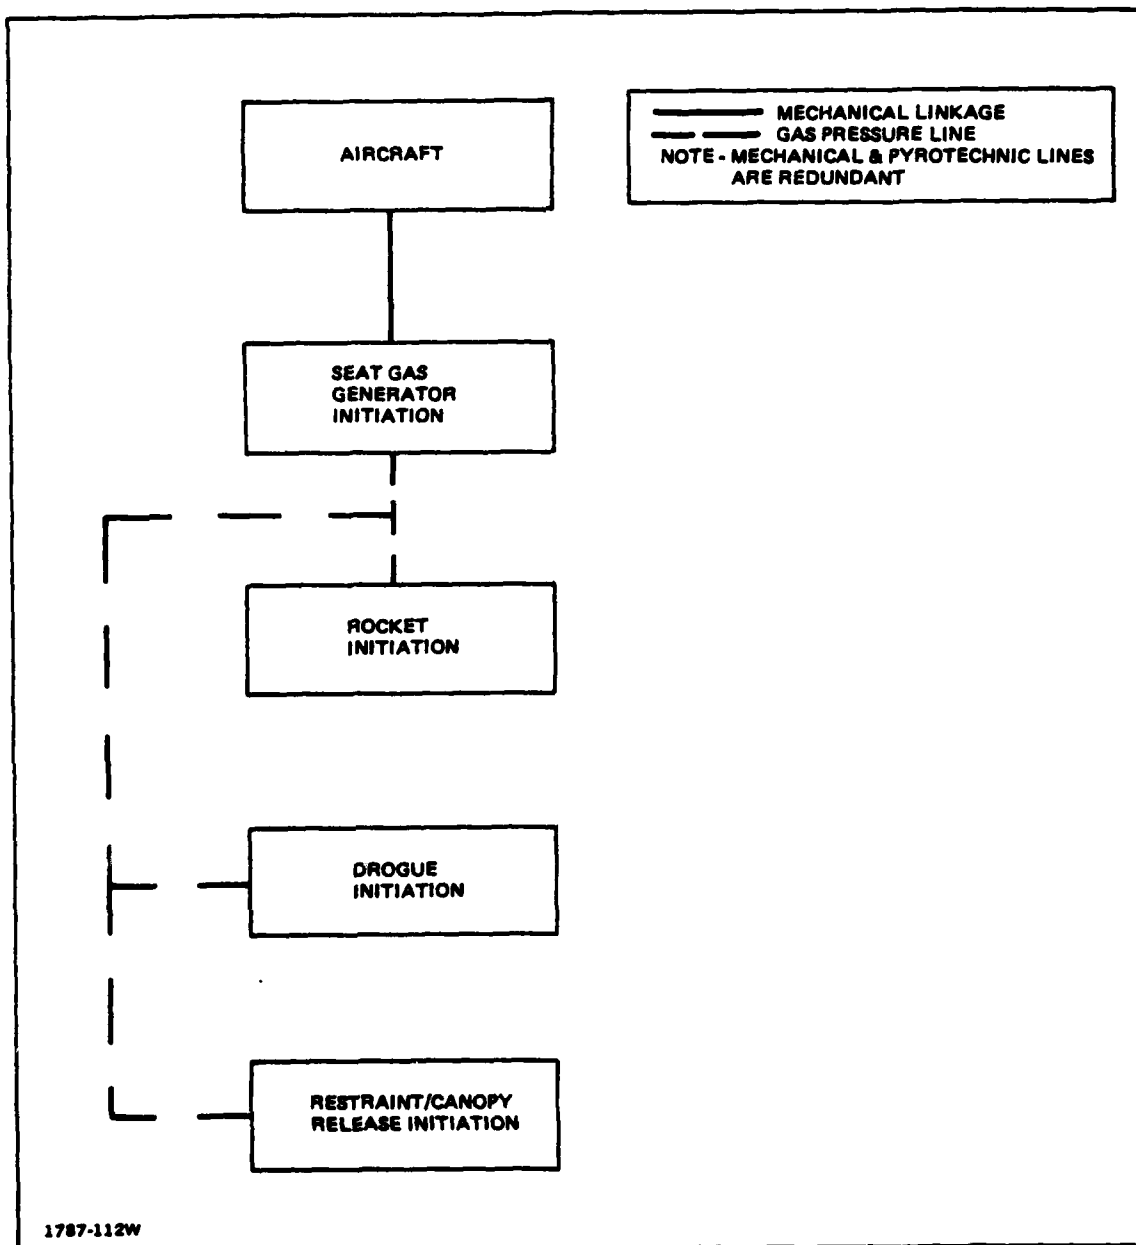 AIRCRAFT
MECHANICAL LINKAGE
GAS PRESSURE LINE
NOTE - MECHANICAL & PYROTECHNIC LINES
ARE REDUNDANT
SEAT GAS
GENERATOR
INITIATION
ROCKET
INITIATION
DROGUE
INITIATION
RESTRAINT/CANOPY
RELEASE INITIATION
1787-112W